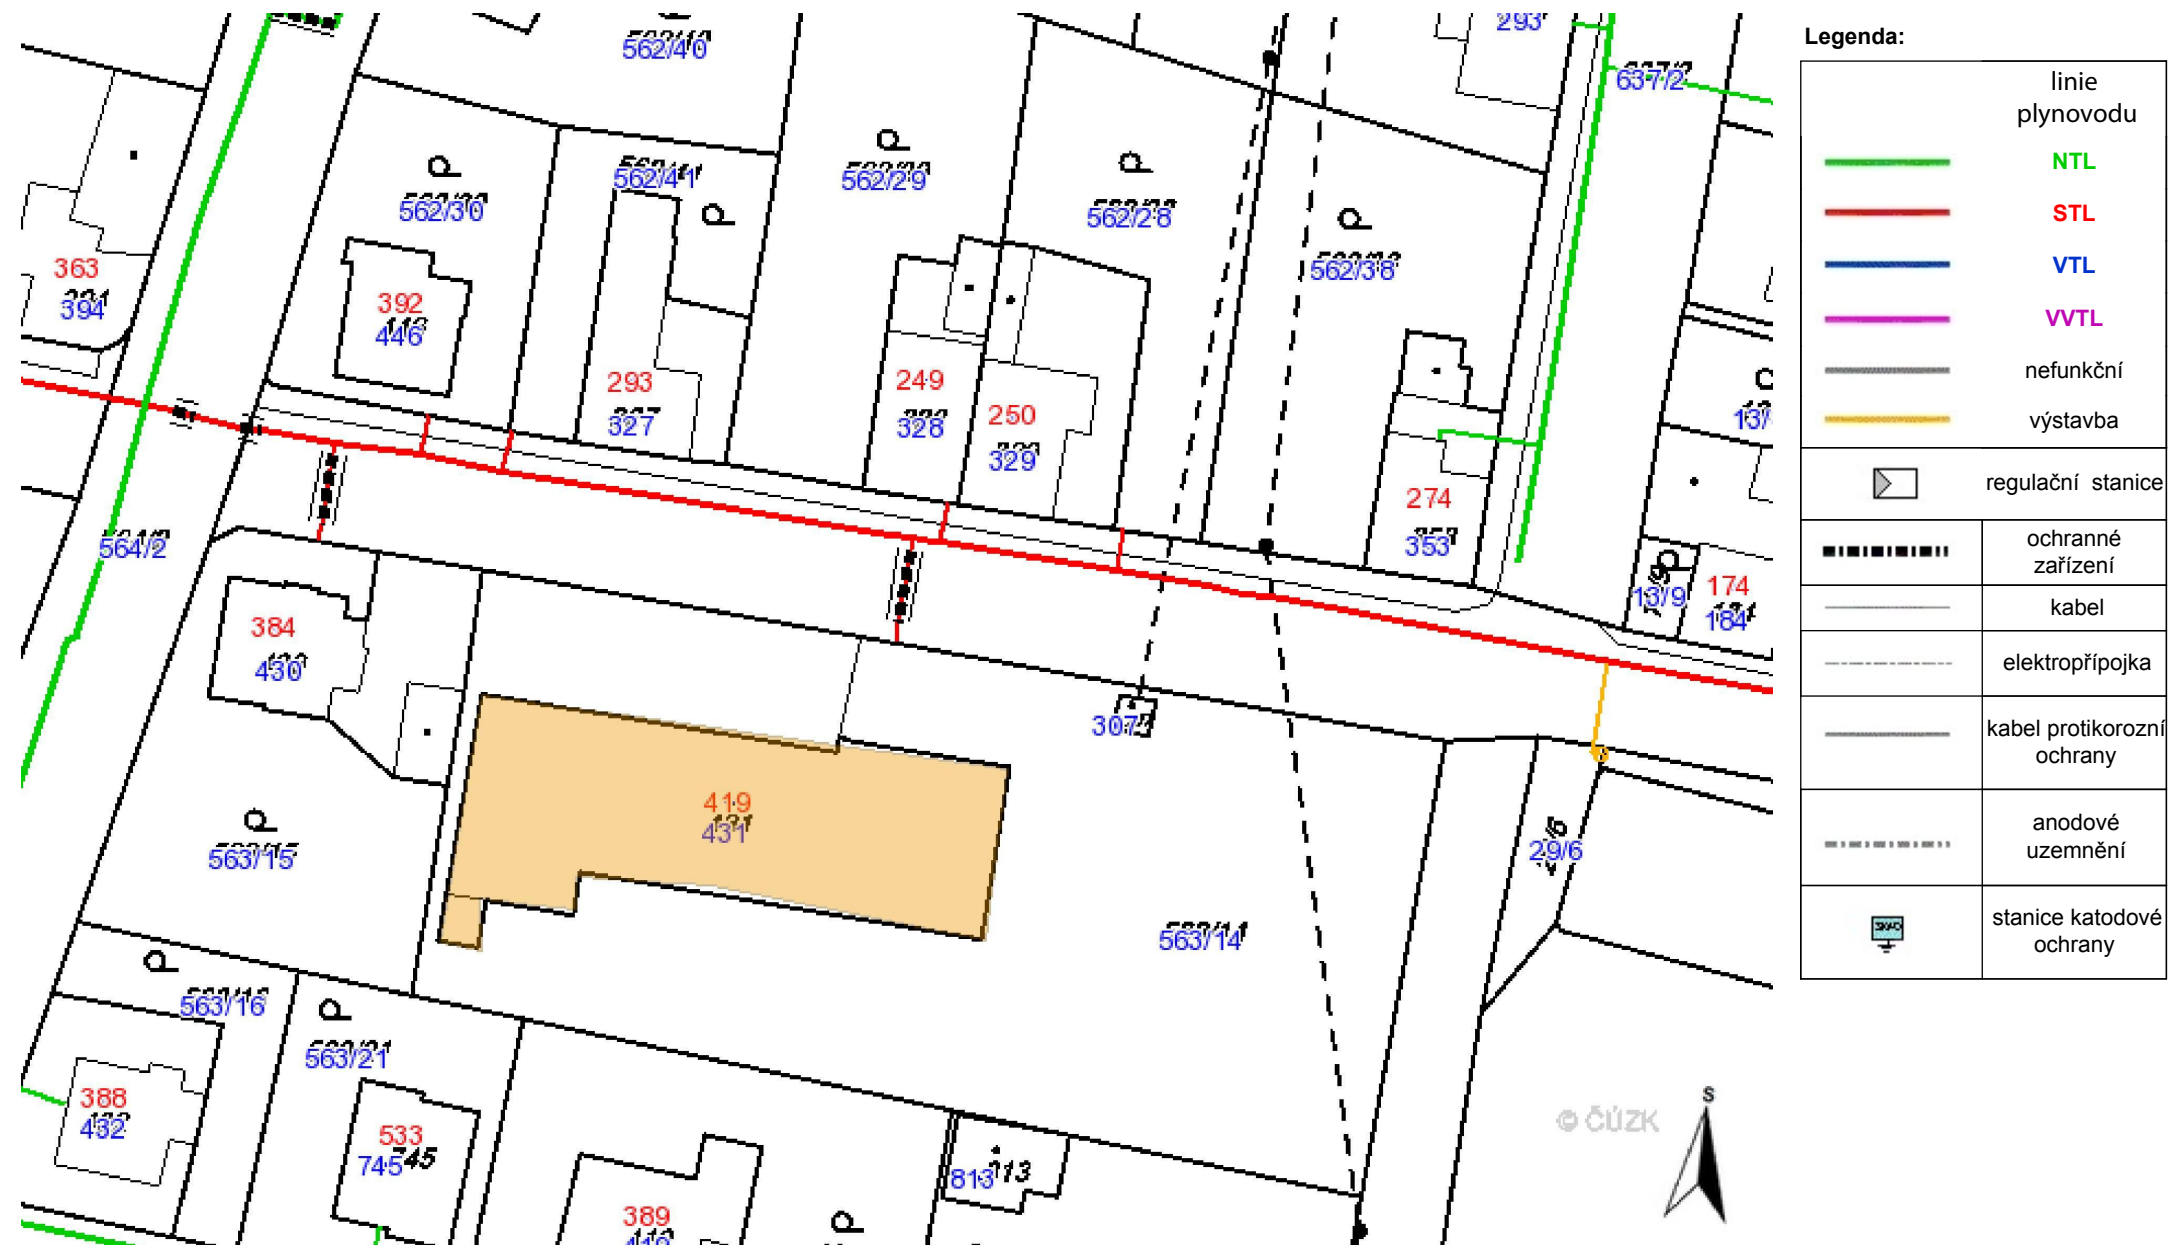 562/40
293
637/2
562/30
562/41
562/29
562/28
562/38
363
394
392
446
293
327
249
328
250
329
274
353
13/9
174
184
564/2
384
430
307
419
431
563/15
563/14
29/6
563/16
563/21
388
432
533
745
745
389
813
© ČÚZK
S
Legenda:
linie
plynovodu
NTL
STL
VTL
VVTL
nefunkční
výstavba
regulační stanice
ochranné
zařízení
kabel
elektropřípojka
kabel protikorozní
ochrany
anodové
uzemnění
SKAO
stanice katodové
ochrany